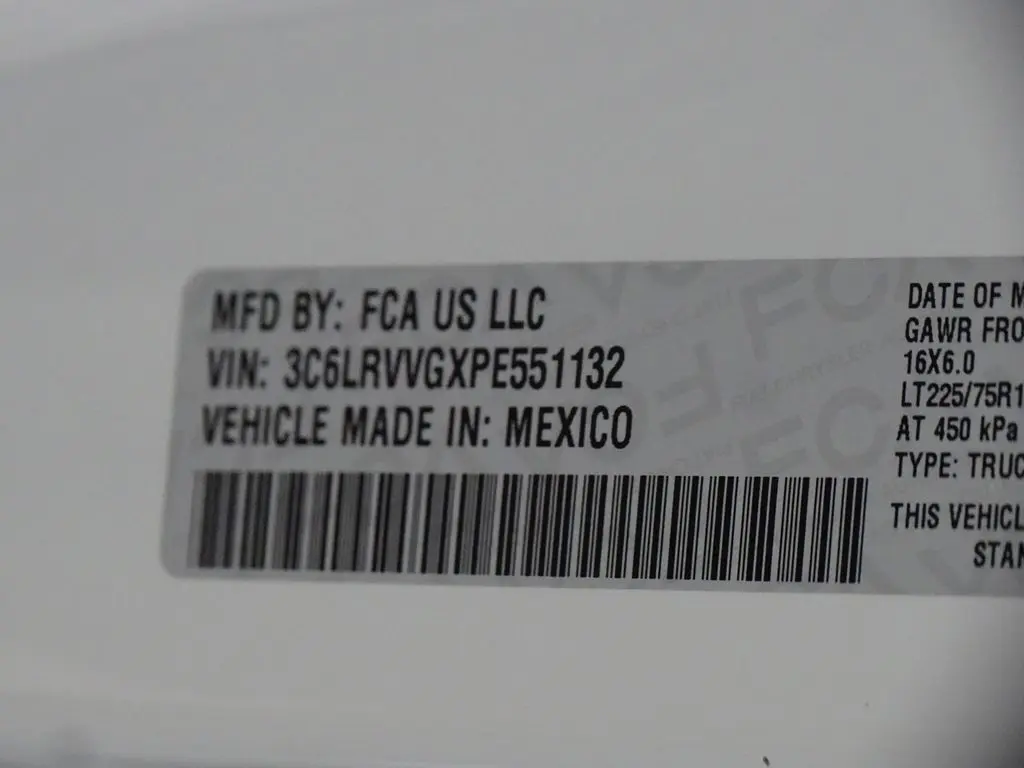 MFD BY: FCA US LLC
VIN: 3C6LRVVGXPE551132
VEHICLE MADE IN: MEXICO
DATE OF M
GAWR FRO
16X6.0
LT225/75R1
AT 450 kPa
TYPE: TRUC
THIS VEHICL
STAN